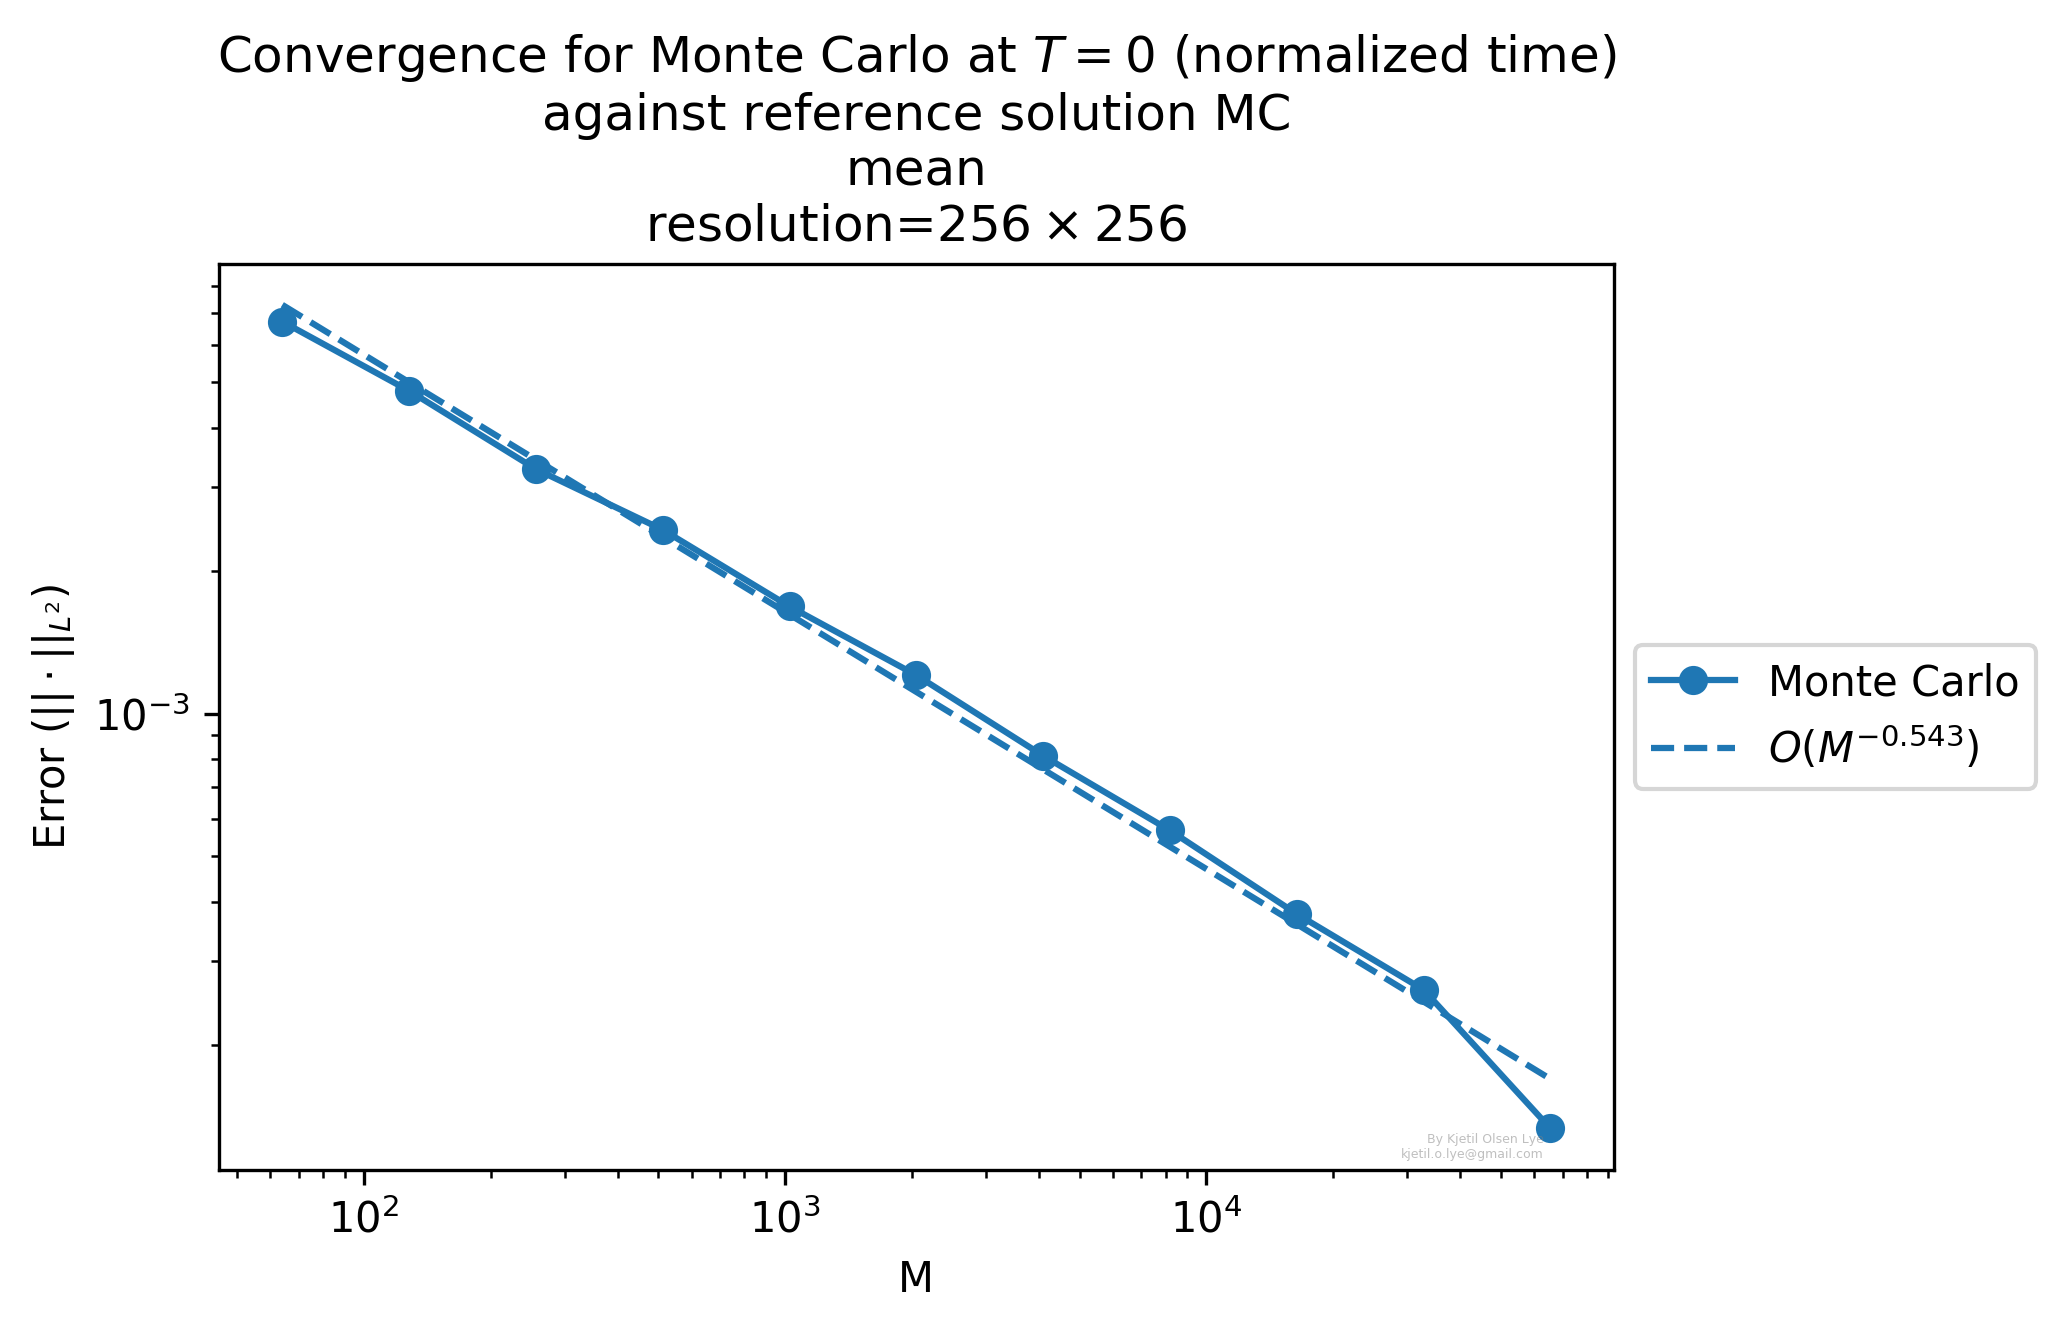 Convergence for Monte Carlo at $T = 0$ (normalized time)
against reference solution MC
mean
resolution=$256 \times 256$
Error ($||\cdot||_{L^2}$)
$10^{-3}$
$10^2$
$10^3$
$10^4$
M
Monte Carlo
$O(M^{-0.543})$
By Kjetil Olsen Lye
kjetil.o.lye@gmail.com